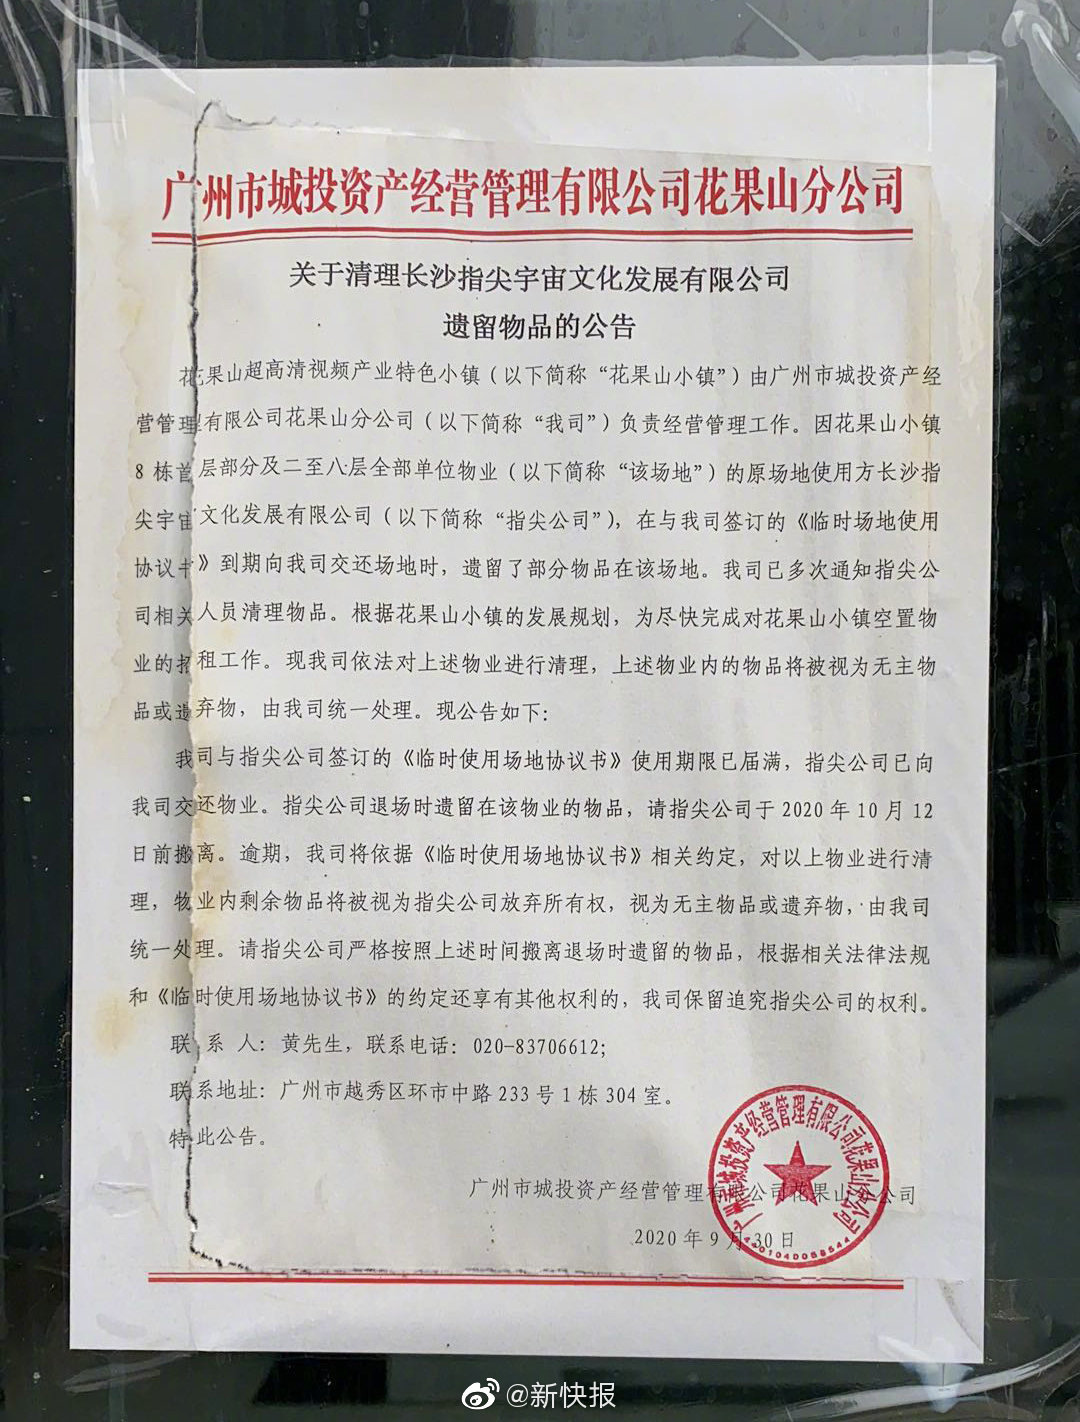 广州市城投资产经营管理有限公司花果山分公司
关于清理长沙指尖宇宙文化发展有限公司
遗留物品的公告
花果山超高清视频产业特色小镇（以下简称“花果山小镇”）由广州市城投资产经
营管理有限公司花果山分公司（以下简称“我司”）负责经营管理工作。因花果山小镇
8 栋首层部分及二至八层全部单位物业（以下简称“该场地”）的原场地使用方长沙指
尖宇宙文化发展有限公司（以下简称“指尖公司”），在与我司签订的《临时场地使用
协议书》到期向我司交还场地时，遗留了部分物品在该场地。我司已多次通知指尖公
司相关人员清理物品。根据花果山小镇的发展规划，为尽快完成对花果山小镇空置物
业的招租工作。现我司依法对上述物业进行清理，上述物业内的物品将被视为无主物
品或遗弃物，由我司统一处理。现公告如下：
我司与指尖公司签订的《临时使用场地协议书》使用期限已届满，指尖公司已向
我司交还物业。指尖公司退场时遗留在该物业的物品，请指尖公司于 2020 年 10 月 12
日前搬离。逾期，我司将依据《临时使用场地协议书》相关约定，对以上物业进行清
理，物业内剩余物品将被视为指尖公司放弃所有权，视为无主物品或遗弃物，由我司
统一处理。请指尖公司严格按照上述时间搬离退场时遗留的物品，根据相关法律法规
和《临时使用场地协议书》的约定还享有其他权利的，我司保留追究指尖公司的权利。
联 系 人：黄先生，联系电话：020-83706612；
联系地址：广州市越秀区环市中路 233 号 1 栋 304 室。
特此公告。
广州市城投资产经营管理有限公司花果山分公司
2020 年 9 月 30 日
广州市城投资产经营管理有限公司花果山分公司
@新快报